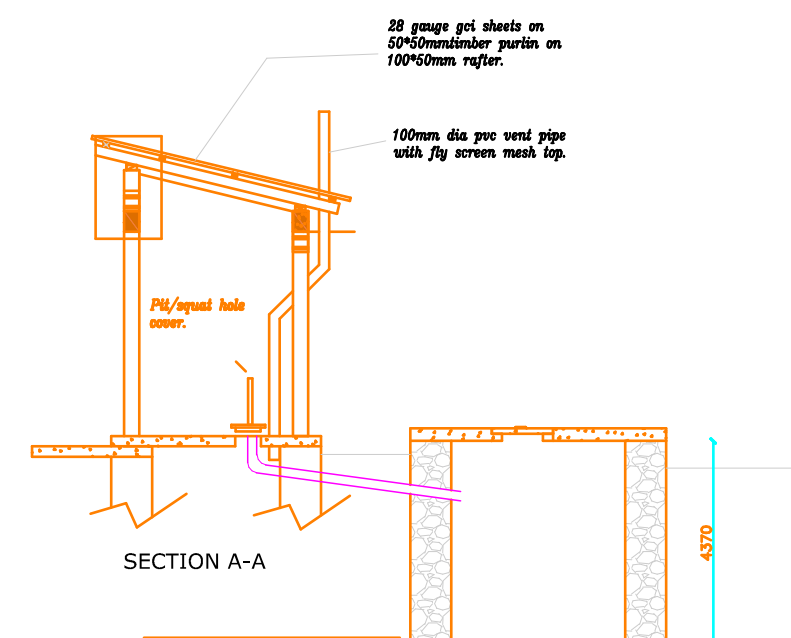 28 gauge gci sheets on
50*50mmtimber purlin on
100*50mm rafter.
100mm dia pvc vent pipe
with fly screen mesh top.
Pit/squat hole
cover.
4370
SECTION A-A